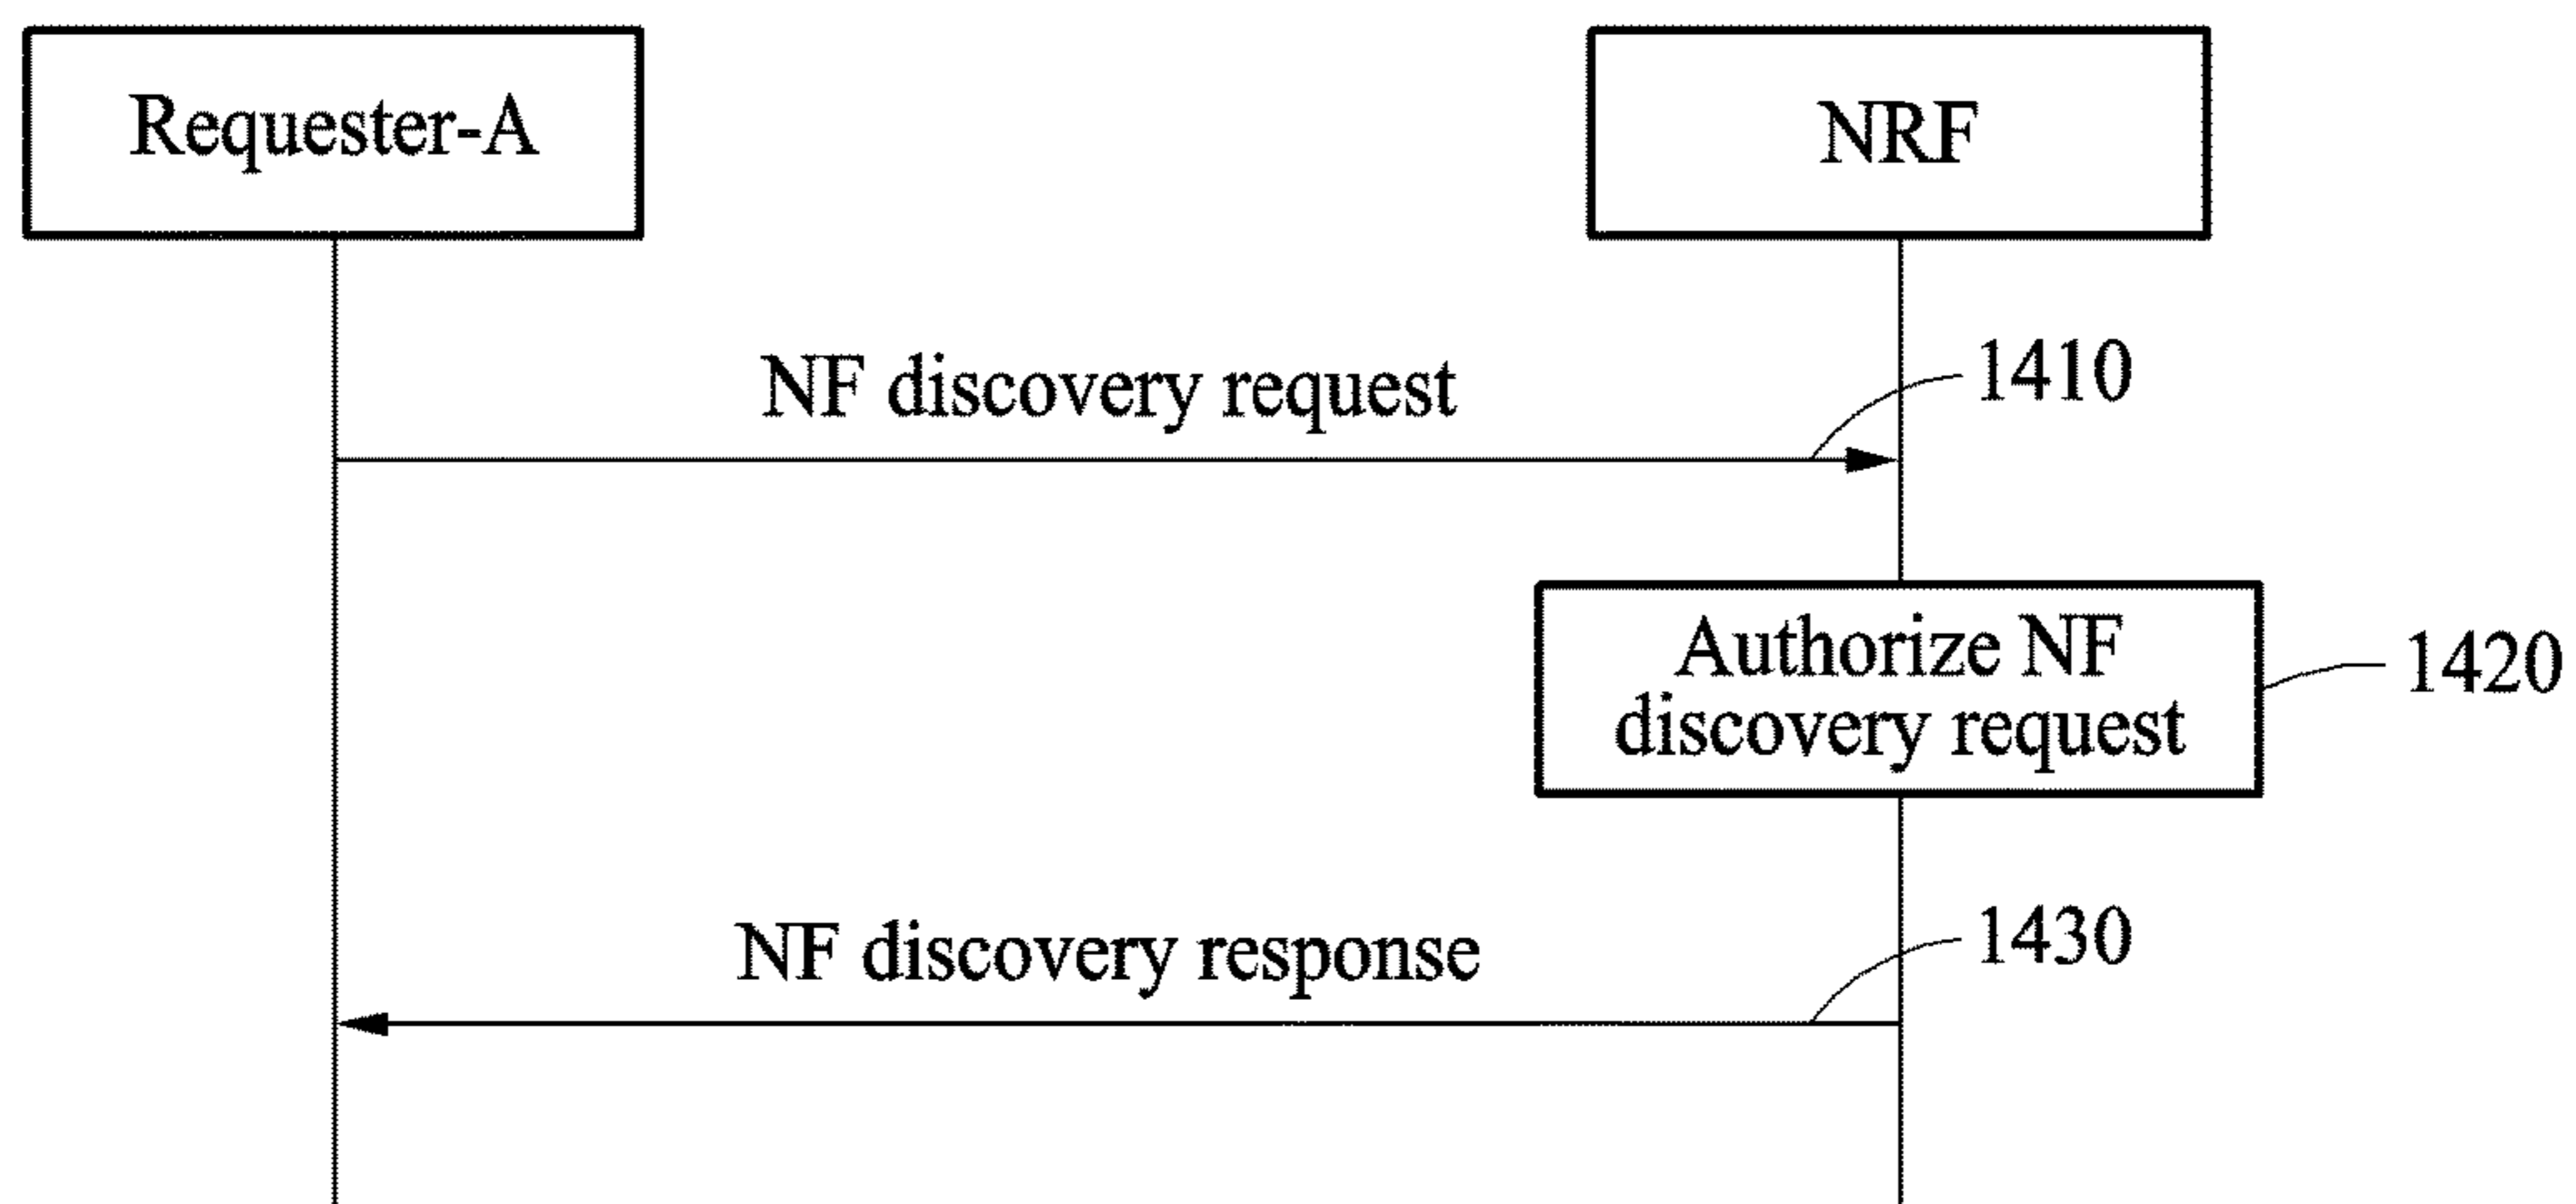 Requester-A
NRF
NF discovery request
1410
Authorize NF
discovery request
1420
NF discovery response
1430